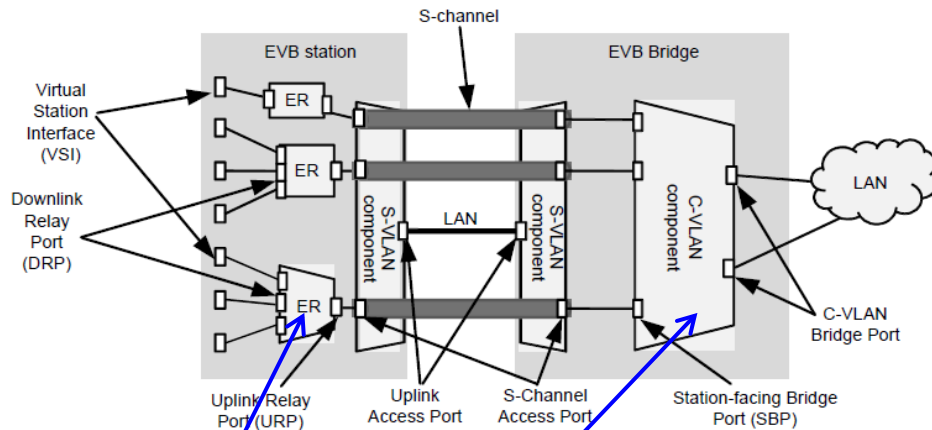 S-channel
EVB station
EVB Bridge
Virtual
Station
Interface
(VSI)
ER
Downlink
Relay
Port
(DRP)
ER
ER
S-VLAN
component
LAN
S-VLAN
component
C-VLAN
component
LAN
C-VLAN
Bridge Port
Uplink Relay
Port (URP)
Uplink
Access Port
S-Channel
Access Port
Station-facing Bridge
Port (SBP)